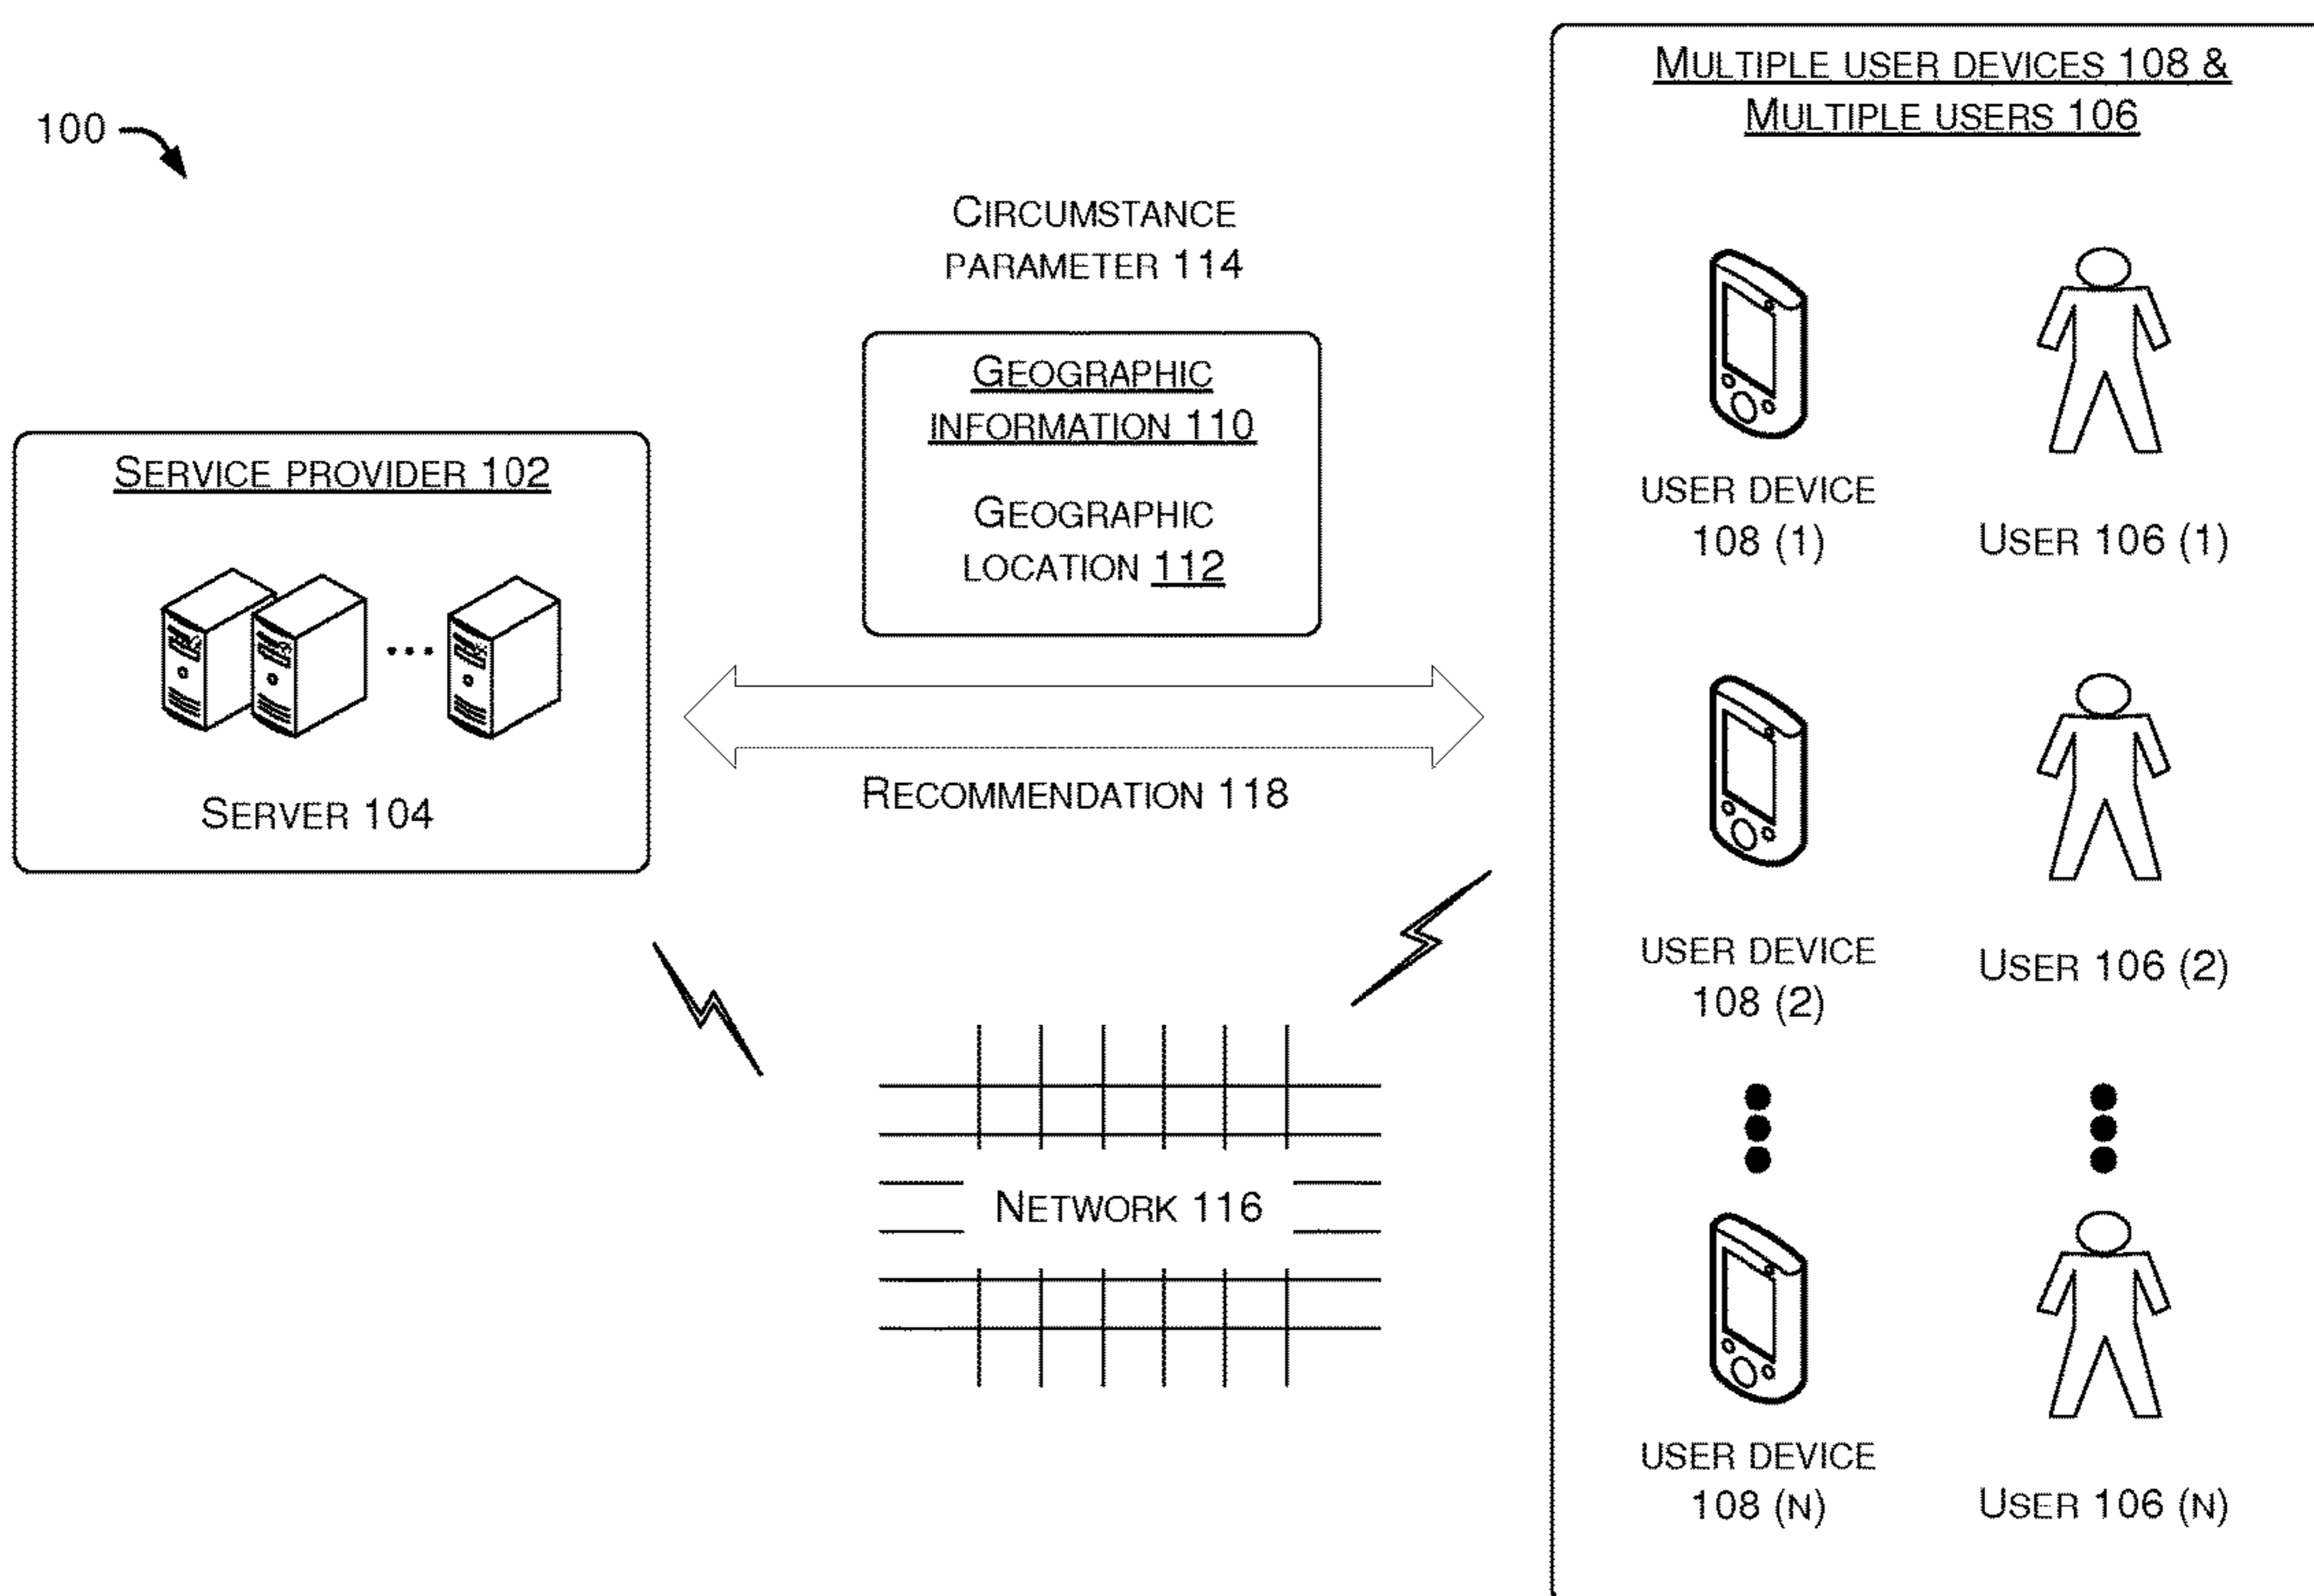 100
SERVICE PROVIDER 102
SERVER 104
CIRCUMSTANCE
PARAMETER 114
GEOGRAPHIC
INFORMATION 110
GEOGRAPHIC
LOCATION 112
RECOMMENDATION 118
NETWORK 116
MULTIPLE USER DEVICES 108 &
MULTIPLE USERS 106
USER DEVICE
108 (1)
USER 106 (1)
USER DEVICE
108 (2)
USER 106 (2)
USER DEVICE
108 (N)
USER 106 (N)